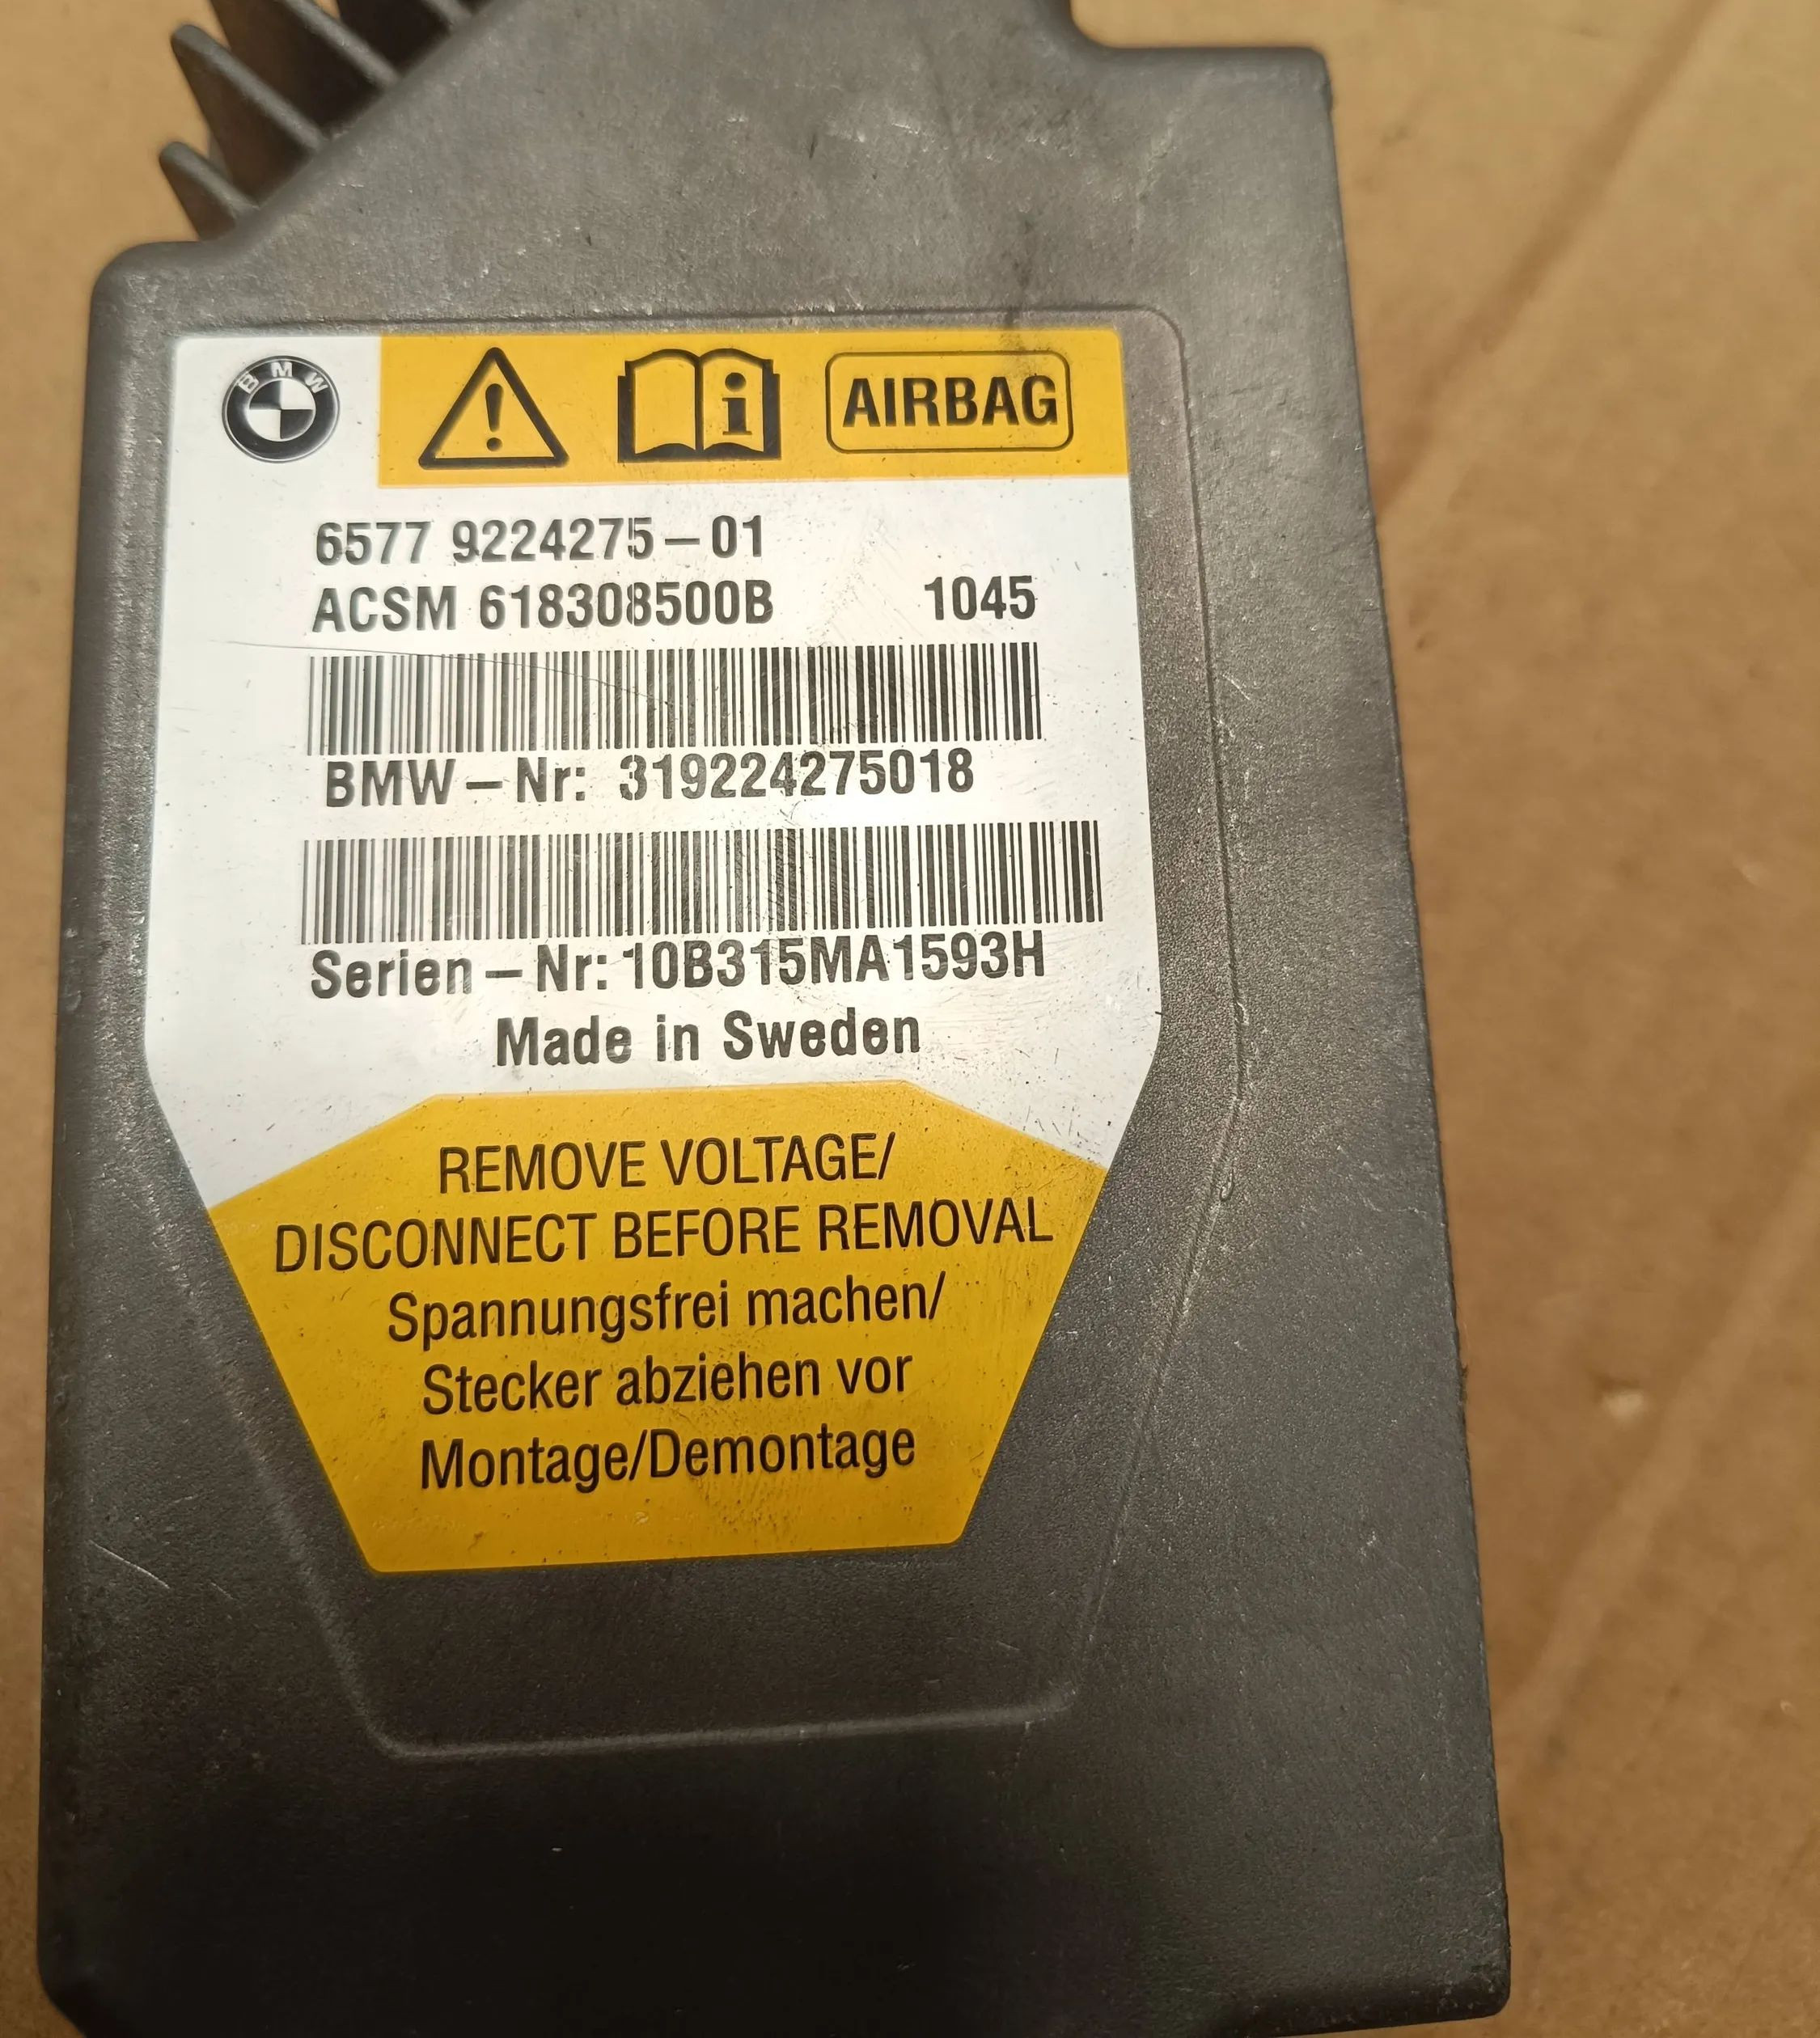 BMW
AIRBAG
6577 9224275-01
ACSM 618308500B 1045
BMW-Nr: 319224275018
Serien-Nr: 10B315MA1593H
Made in Sweden
REMOVE VOLTAGE/
DISCONNECT BEFORE REMOVAL
Spannungsfrei machen/
Stecker abziehen vor
Montage/Demontage